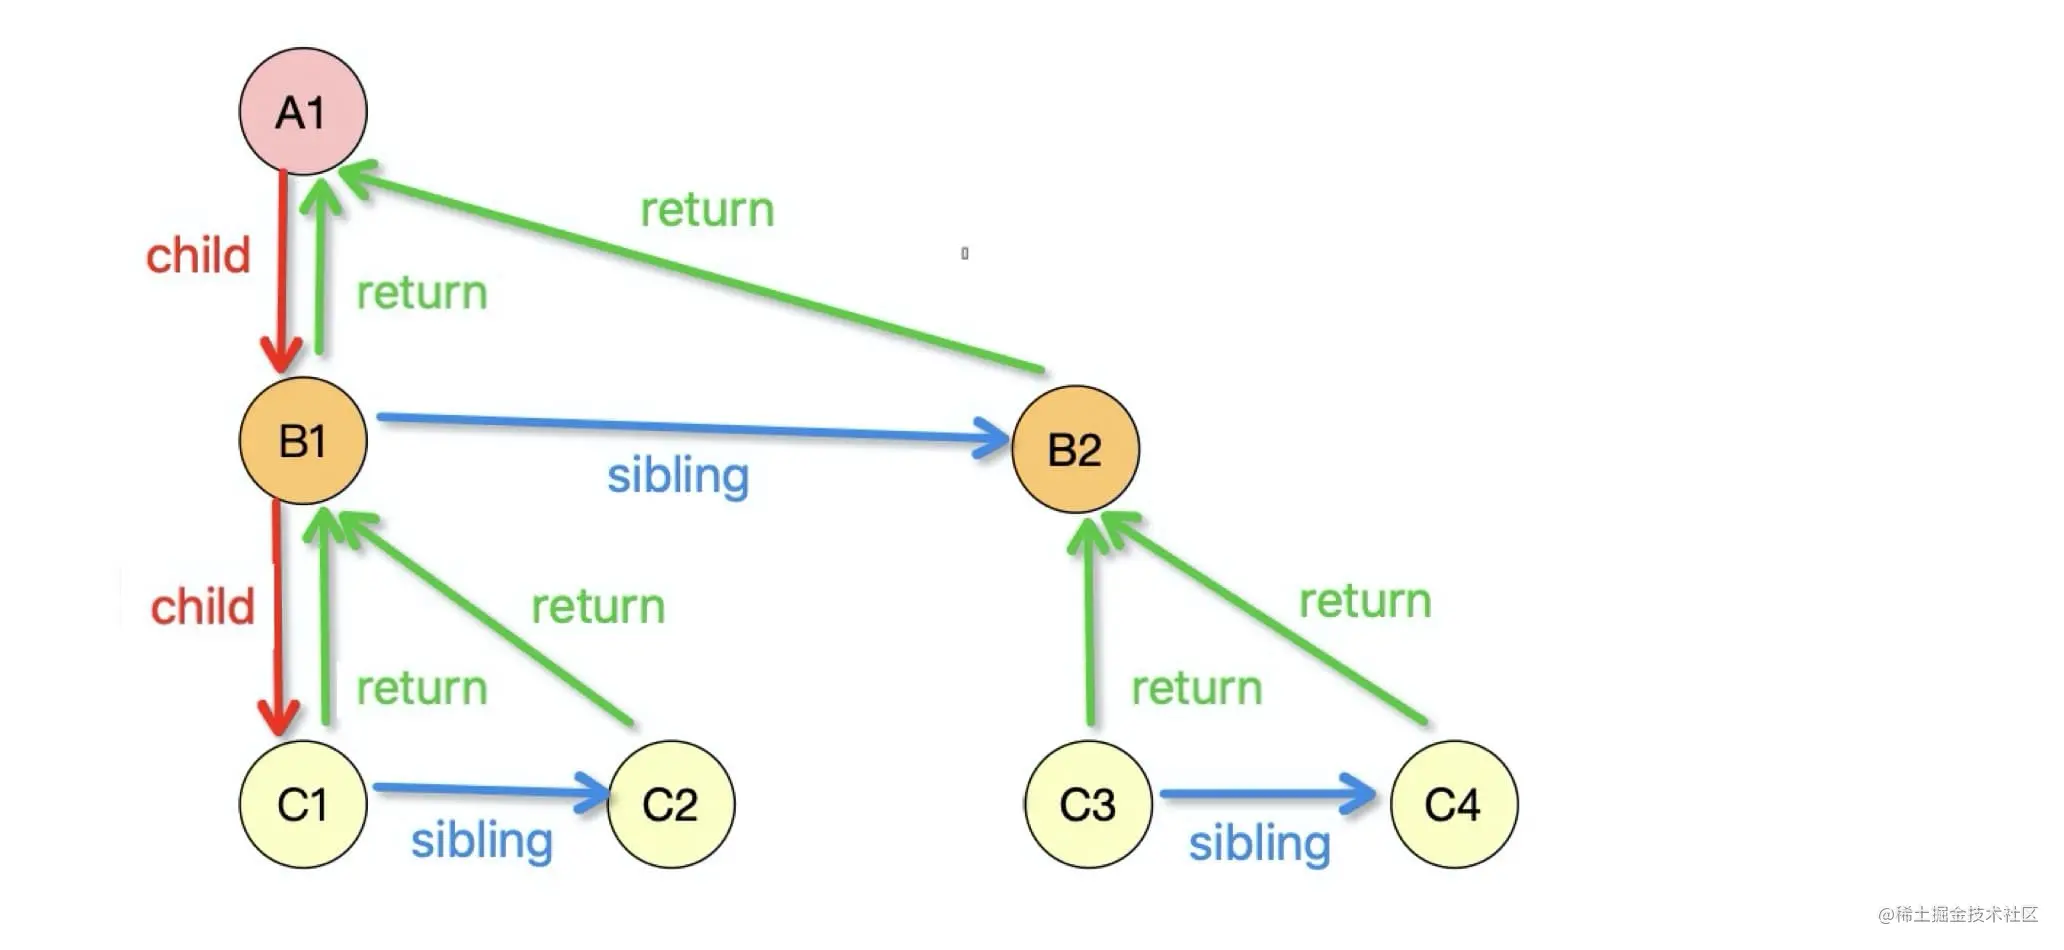 A1
return
child
return
B1
B2
sibling
child
return
return
return
return
C1
C2
C3
C4
sibling
sibling
@稀土掘金技术社区